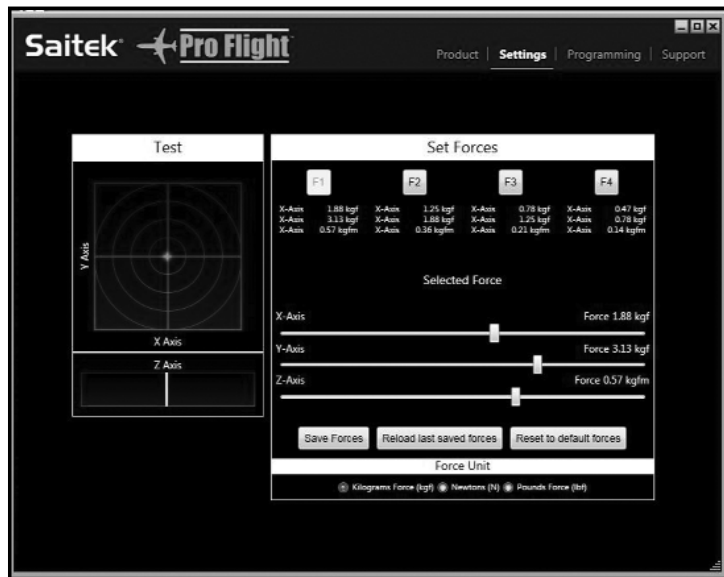 Saitek Pro Flight
Product | Settings | Programming | Support
Test
Set Forces
F1 F2 F3 F4
X-Axis 1.88 kgf X-Axis 1.25 kgf X-Axis 0.78 kgf X-Axis 0.47 kgf
X-Axis 3.13 kgf X-Axis 1.88 kgf X-Axis 1.25 kgf X-Axis 0.78 kgf
X-Axis 0.57 kgfm X-Axis 0.36 kgfm X-Axis 0.21 kgfm X-Axis 0.14 kgfm
Y Axis
X Axis
Z Axis
Selected Force
X-Axis Force 1.88 kgf
Y-Axis Force 3.13 kgf
Z-Axis Force 0.57 kgfm
Save Forces Reload last saved forces Reset to default forces
Force Unit
Kilograms Force (kgf) Newtons (N) Pounds Force (lbf)